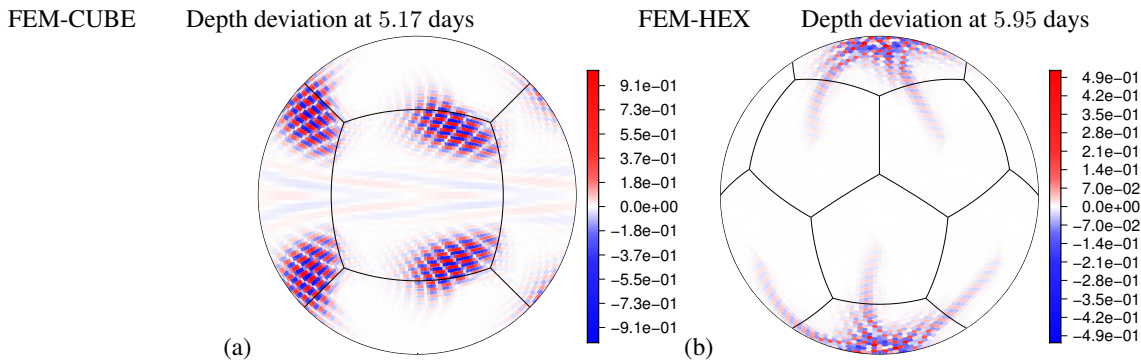 FEM-CUBE Depth deviation at 5.17 days
9.1e−01
7.3e−01
5.5e−01
3.7e−01
1.8e−01
0.0e+00
−1.8e−01
−3.7e−01
−5.5e−01
−7.3e−01
−9.1e−01
(a)
FEM-HEX Depth deviation at 5.95 days
4.9e−01
4.2e−01
3.5e−01
2.8e−01
2.1e−01
1.4e−01
7.0e−02
0.0e+00
−7.0e−02
−1.4e−01
−2.1e−01
−2.8e−01
−3.5e−01
−4.2e−01
−4.9e−01
(b)